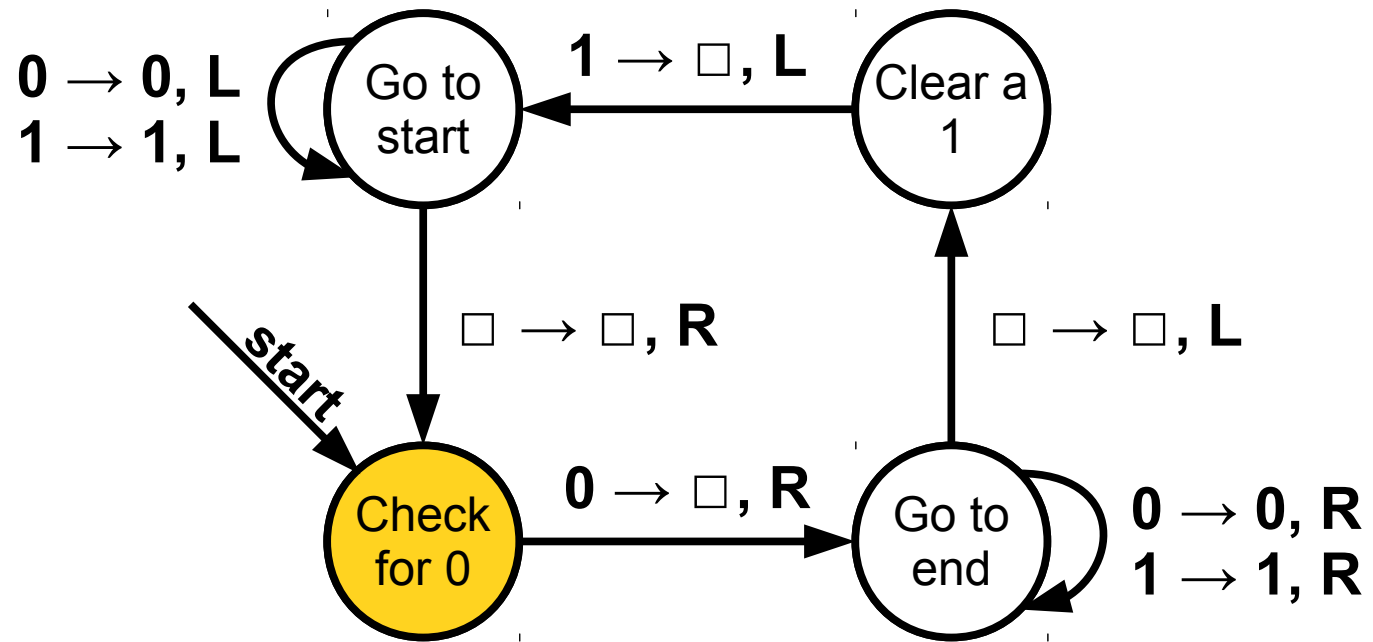 0 → 0, L
1 → 1, L
Go to
start
1 → □, L
Clear a
1
□ → □, R
□ → □, L
start
Check
for 0
0 → □, R
Go to
end
0 → 0, R
1 → 1, R